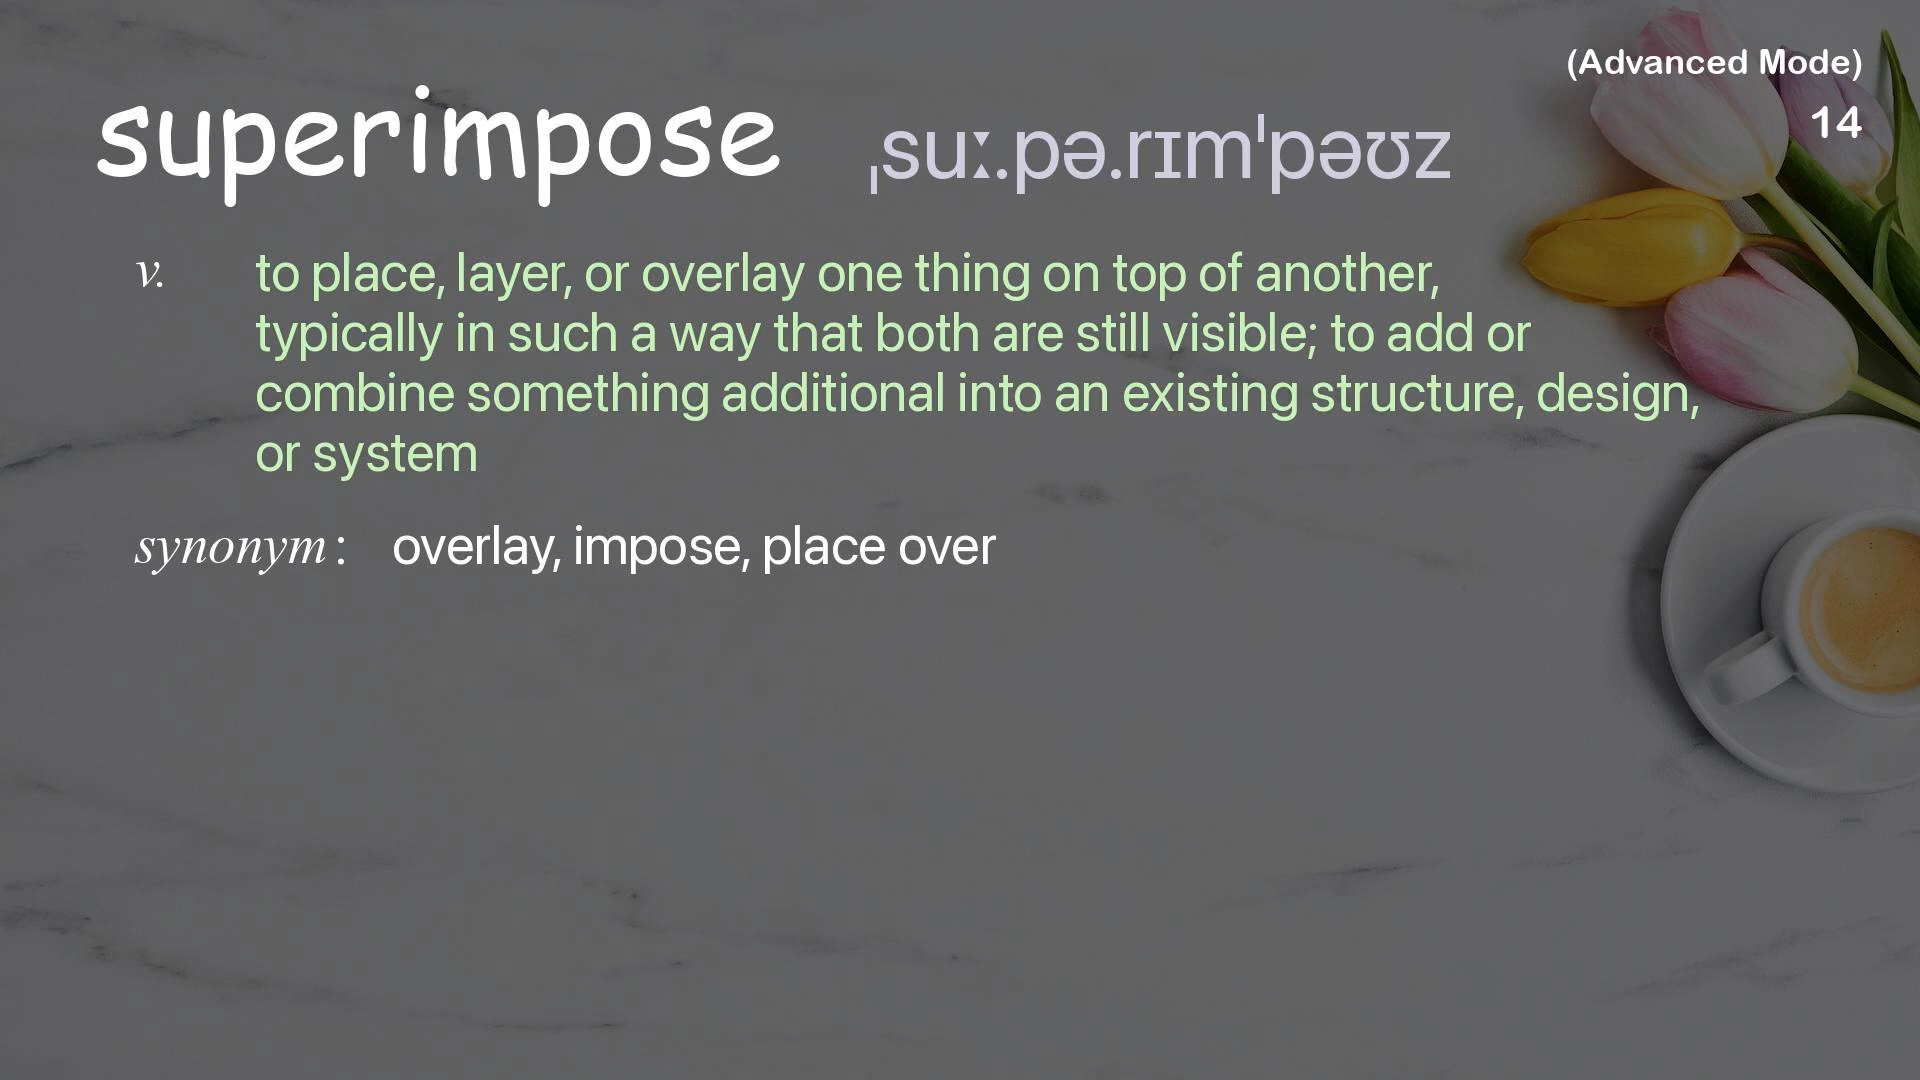 (Advanced Mode)
superimpose ˌsuː.pə.rɪmˈpəʊz
14
v. to place, layer, or overlay one thing on top of another,
typically in such a way that both are still visible; to add or
combine something additional into an existing structure, design,
or system
synonym: overlay, impose, place over